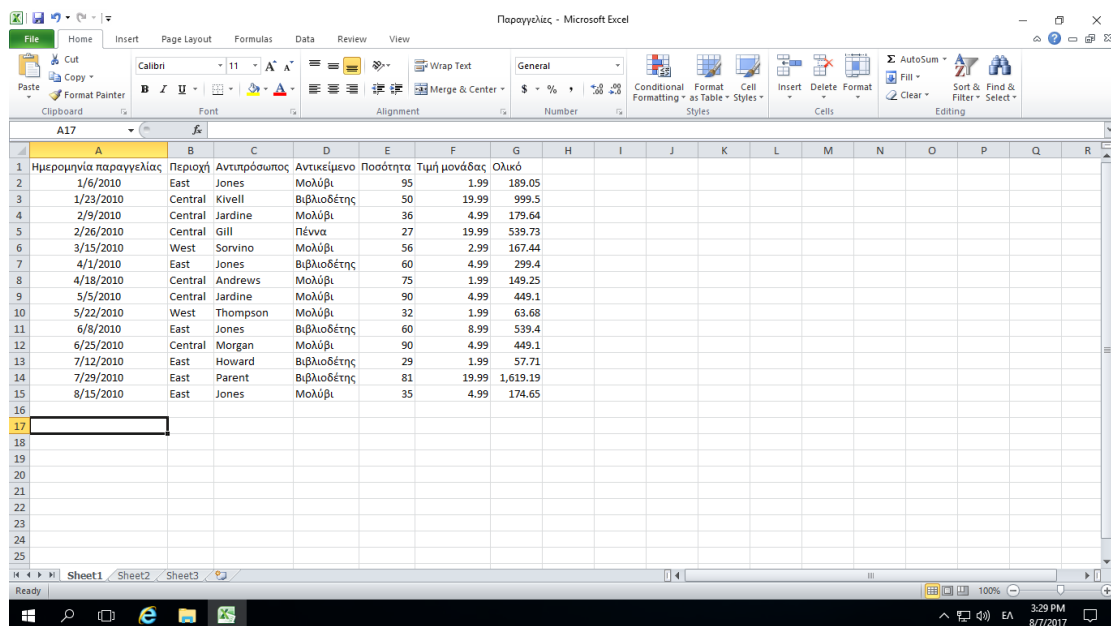 Παραγγελίες - Microsoft Excel
File Home Insert Page Layout Formulas Data Review View
Cut
Copy
Format Painter
Paste
Clipboard
Calibri 11 A A
B I U A
Font
Wrap Text
Merge & Center
Alignment
General
$ % , .0 .00 .00 .0
Number
Conditional Formatting
Format as Table
Cell Styles
Styles
Insert Delete Format
Cells
Σ AutoSum
Fill
Clear
Sort & Filter
Find & Select
Editing
A17 fx
A B C D E F G H I J K L M N O P Q R
1 Ημερομηνία παραγγελίας Περιοχή Αντιπρόσωπος Αντικείμενο Ποσότητα Τιμή μονάδας Ολικό
2 1/6/2010 East Jones Μολύβι 95 1.99 189.05
3 1/23/2010 Central Kivell Βιβλιοδέτης 50 19.99 999.5
4 2/9/2010 Central Jardine Μολύβι 36 4.99 179.64
5 2/26/2010 Central Gill Πέννα 27 19.99 539.73
6 3/15/2010 West Sorvino Μολύβι 56 2.99 167.44
7 4/1/2010 East Jones Βιβλιοδέτης 60 4.99 299.4
8 4/18/2010 Central Andrews Μολύβι 75 1.99 149.25
9 5/5/2010 Central Jardine Μολύβι 90 4.99 449.1
10 5/22/2010 West Thompson Μολύβι 32 1.99 63.68
11 6/8/2010 East Jones Βιβλιοδέτης 60 8.99 539.4
12 6/25/2010 Central Morgan Μολύβι 90 4.99 449.1
13 7/12/2010 East Howard Βιβλιοδέτης 29 1.99 57.71
14 7/29/2010 East Parent Βιβλιοδέτης 81 19.99 1,619.19
15 8/15/2010 East Jones Μολύβι 35 4.99 174.65
16
17
18
19
20
21
22
23
24
25
Sheet1 Sheet2 Sheet3
Ready 100%
ΕΛ 3:29 PM
8/7/2017